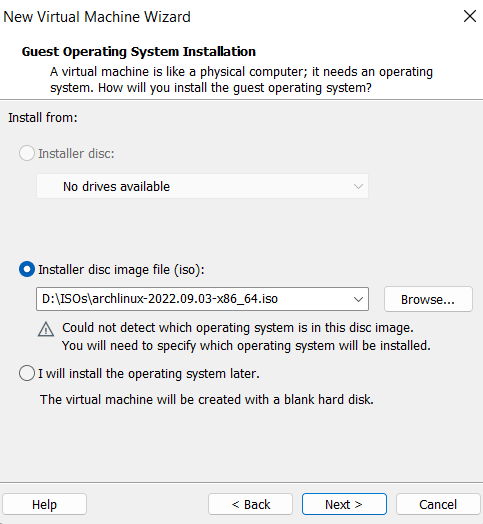 New Virtual Machine Wizard
Guest Operating System Installation
A virtual machine is like a physical computer; it needs an operating
system. How will you install the guest operating system?
Install from:
Installer disc:
No drives available
Installer disc image file (iso):
D:\ISOs\archlinux-2022.09.03-x86_64.iso
Browse...
Could not detect which operating system is in this disc image.
You will need to specify which operating system will be installed.
I will install the operating system later.
The virtual machine will be created with a blank hard disk.
Help
< Back
Next >
Cancel